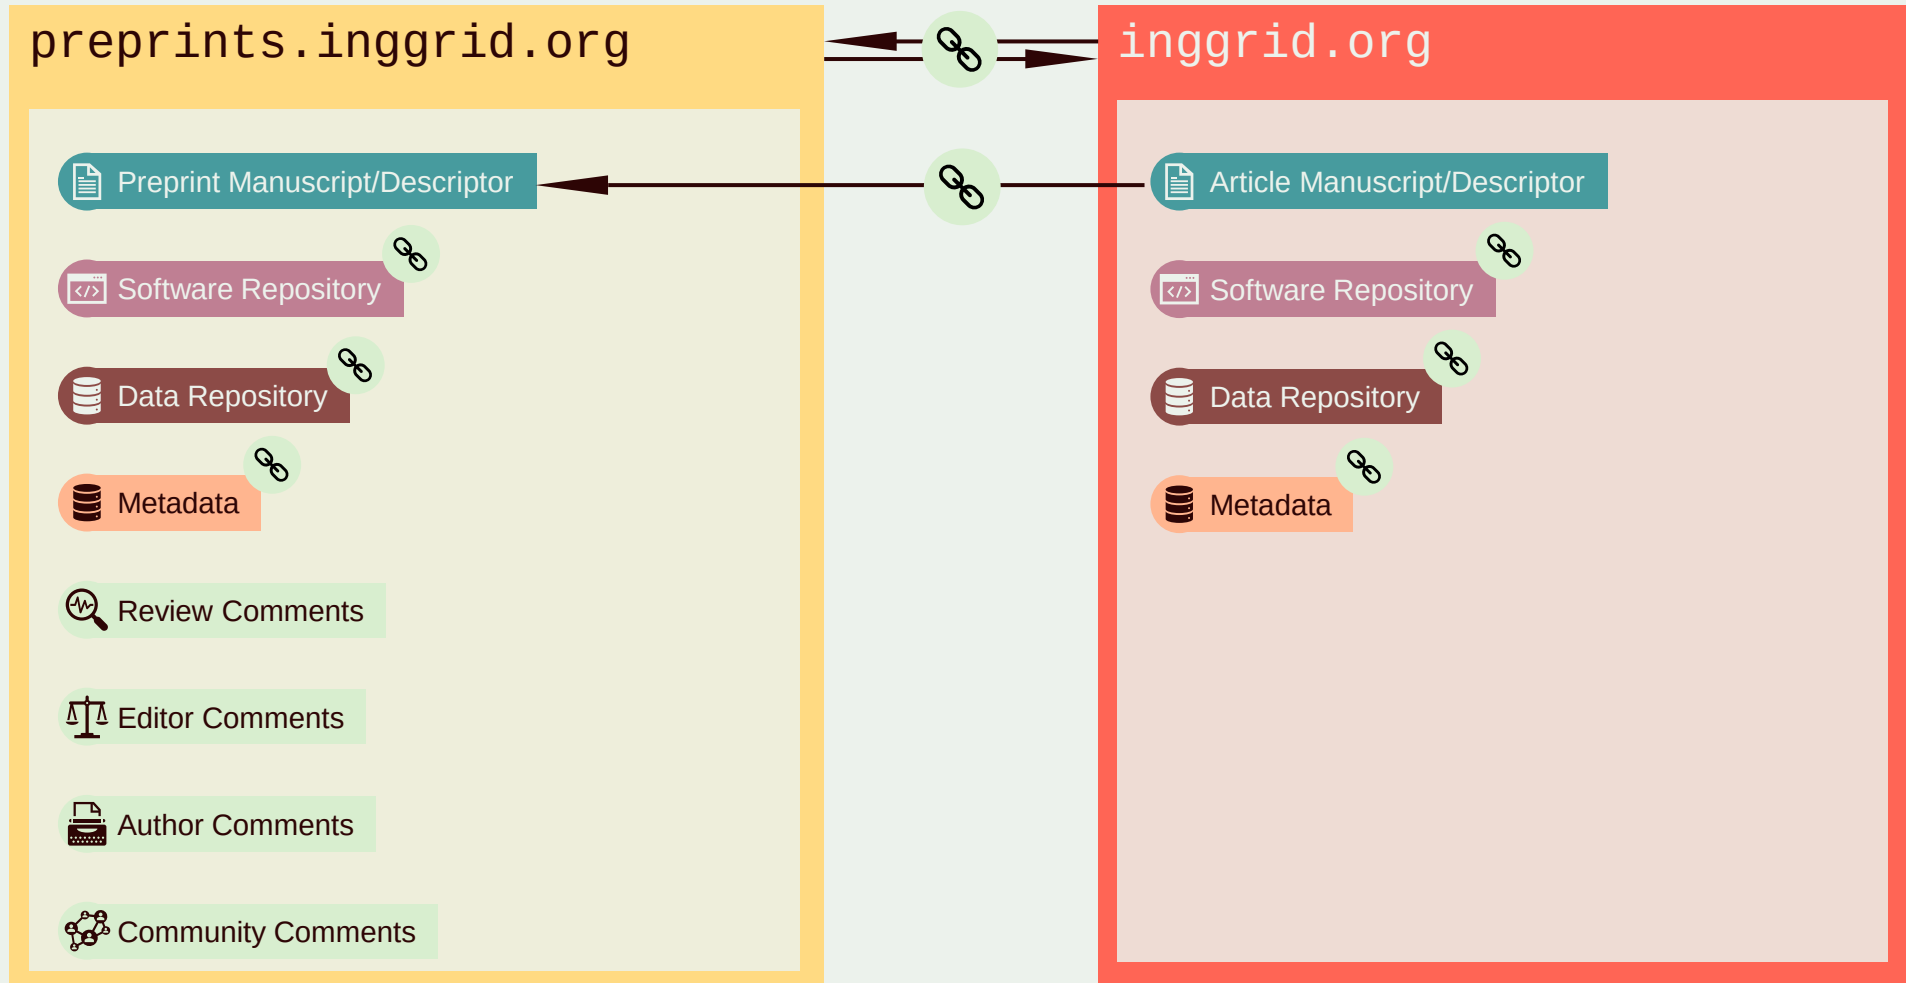 preprints.inggrid.org
Preprint Manuscript/Descriptor
Software Repository
Data Repository
Metadata
Review Comments
Editor Comments
Author Comments
Community Comments
inggrid.org
Article Manuscript/Descriptor
Software Repository
Data Repository
Metadata